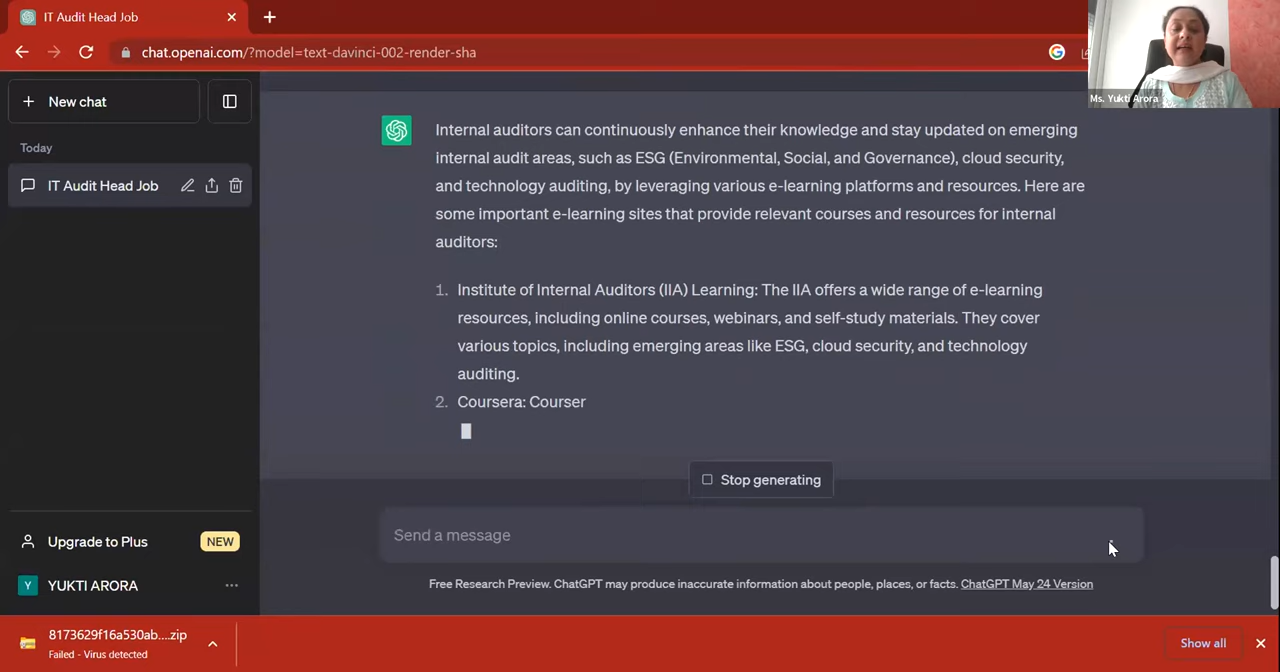 IT Audit Head Job
chat.openai.com/?model=text-davinci-002-render-sha
Ms. Yukti Arora
New chat
Today
IT Audit Head Job
Internal auditors can continuously enhance their knowledge and stay updated on emerging
internal audit areas, such as ESG (Environmental, Social, and Governance), cloud security,
and technology auditing, by leveraging various e-learning platforms and resources. Here are
some important e-learning sites that provide relevant courses and resources for internal
auditors:
1. Institute of Internal Auditors (IIA) Learning: The IIA offers a wide range of e-learning
resources, including online courses, webinars, and self-study materials. They cover
various topics, including emerging areas like ESG, cloud security, and technology
auditing.
2. Coursera: Courser
Stop generating
Send a message
Free Research Preview. ChatGPT may produce inaccurate information about people, places, or facts. ChatGPT May 24 Version
Upgrade to Plus NEW
Y YUKTI ARORA
8173629f16a530ab....zip
Failed - Virus detected
Show all